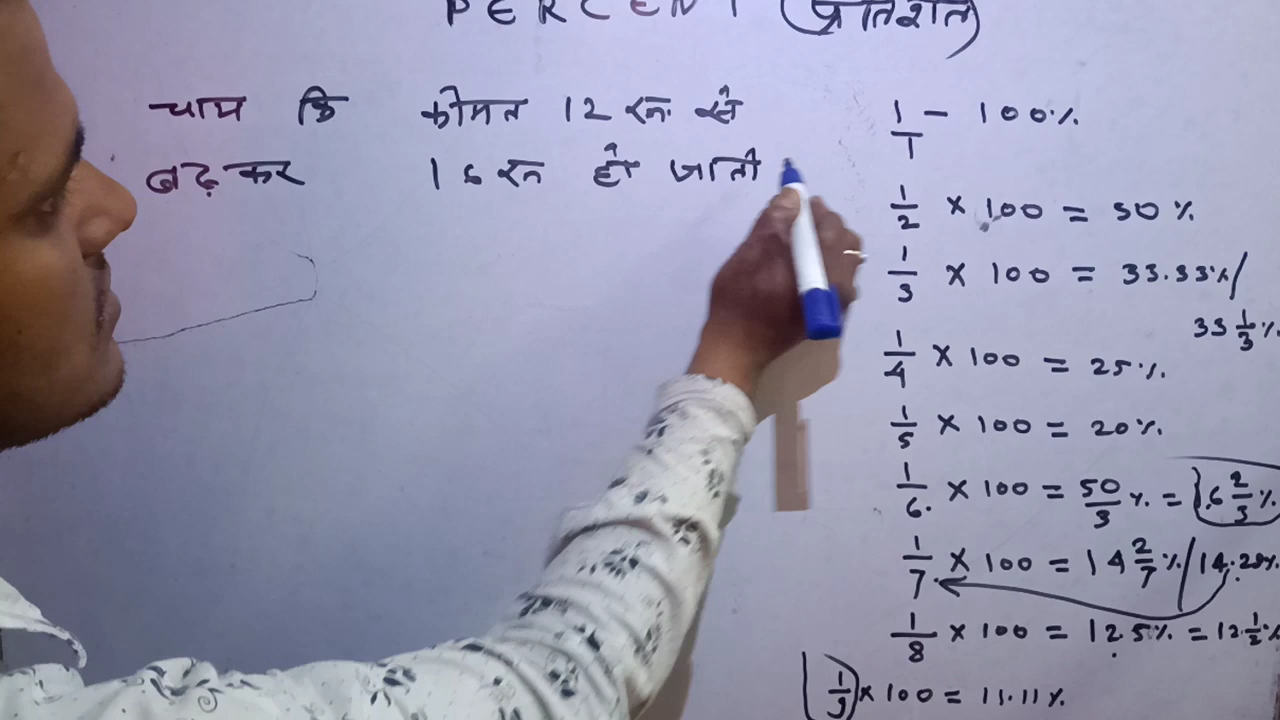 PERCENT (प्रतिशत)
चाय कि कीमत 12 रू. से
बढ़कर 16 रू हो जाती
1/1 - 100%
1/2 × 100 = 50%
1/3 × 100 = 33.33% /
33 1/3 %
1/4 × 100 = 25%.
1/5 × 100 = 20%.
1/6. × 100 = 50/3 %. = 16 2/3 %.
1/7. × 100 = 14 2/7 % / 14.28%.
1/8 × 100 = 12.5% = 12 1/2 %
1/9 × 100 = 11.11%.